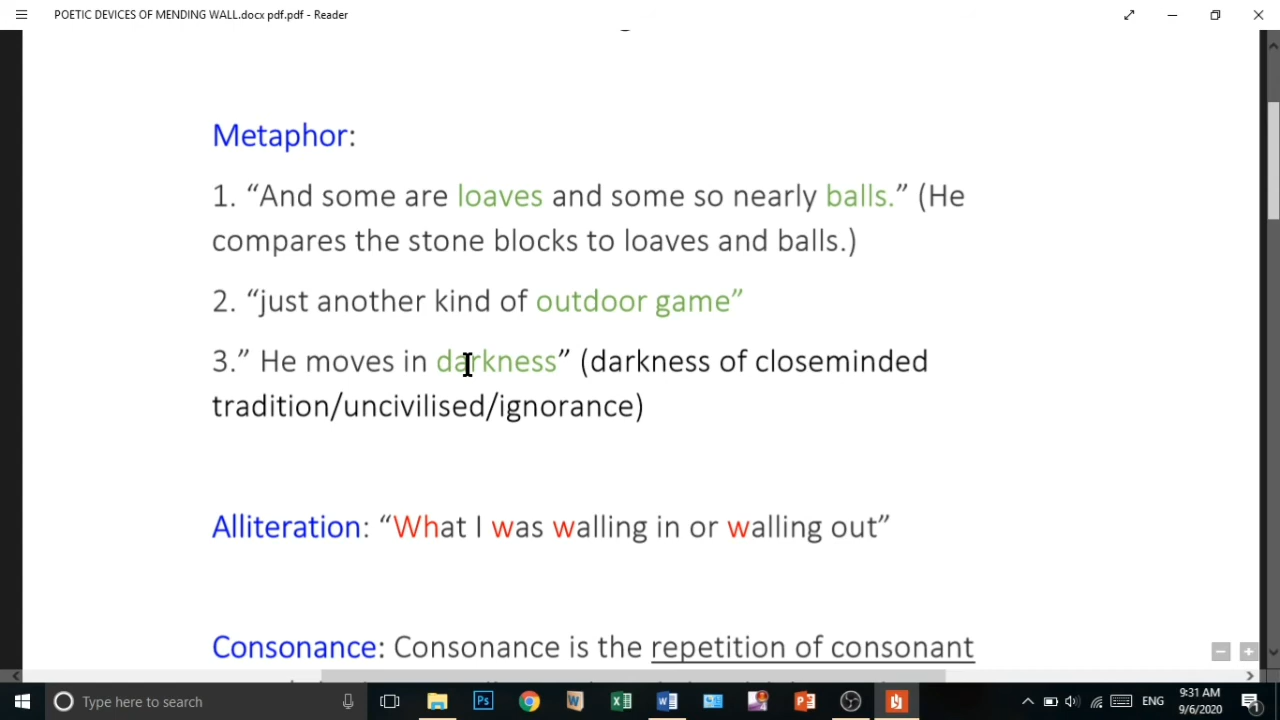 POETIC DEVICES OF MENDING WALL.docx pdf.pdf - Reader
Metaphor:
1. “And some are loaves and some so nearly balls.” (He
compares the stone blocks to loaves and balls.)
2. “just another kind of outdoor game”
3.” He moves in darkness” (darkness of closeminded
tradition/uncivilised/ignorance)
Alliteration: “What I was walling in or walling out”
Consonance: Consonance is the repetition of consonant
Type here to search
ENG
9:31 AM
9/6/2020